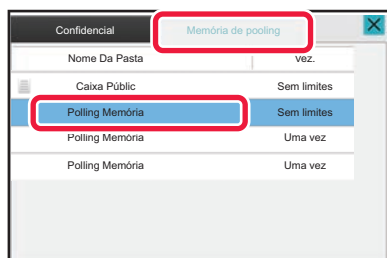 Confidencial Memória de pooling
Nome Da Pasta vez.
Caixa Públic Sem limites
Polling Memória Sem limites
Polling Memória Uma vez
Polling Memória Uma vez